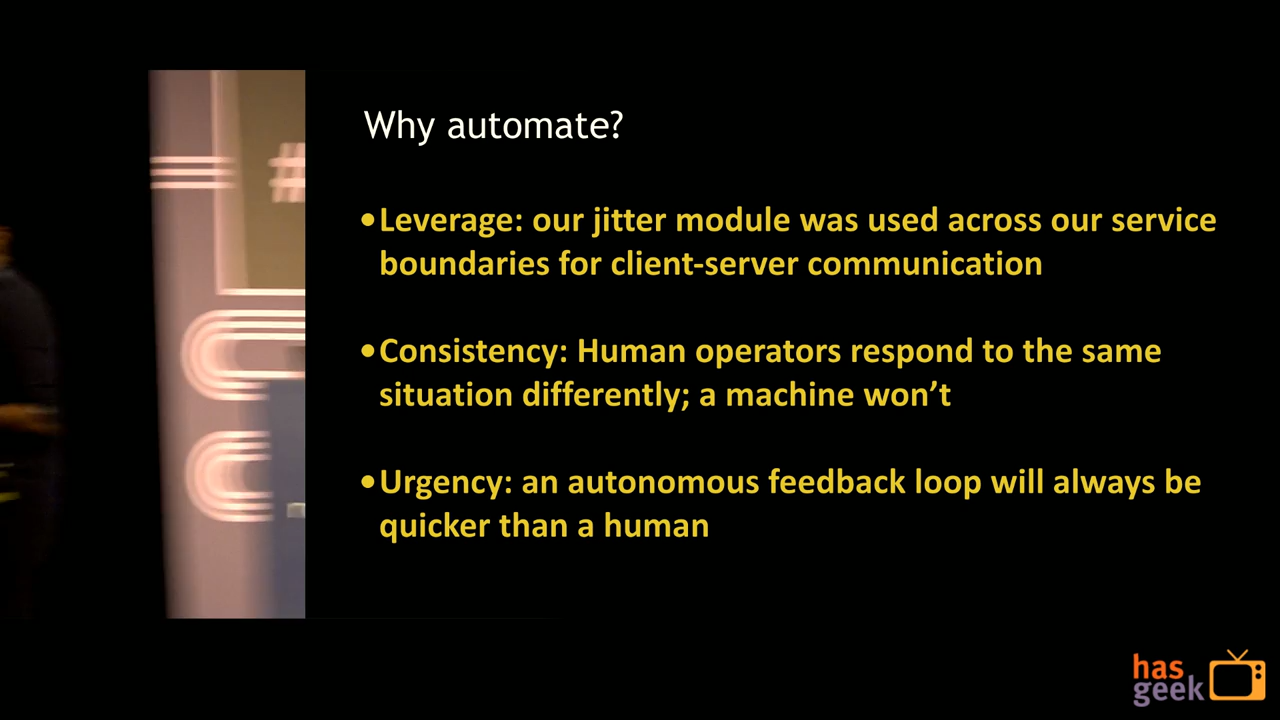 Why automate?
•Leverage: our jitter module was used across our service
boundaries for client-server communication
•Consistency: Human operators respond to the same
situation differently; a machine won’t
•Urgency: an autonomous feedback loop will always be
quicker than a human
#
has
geek